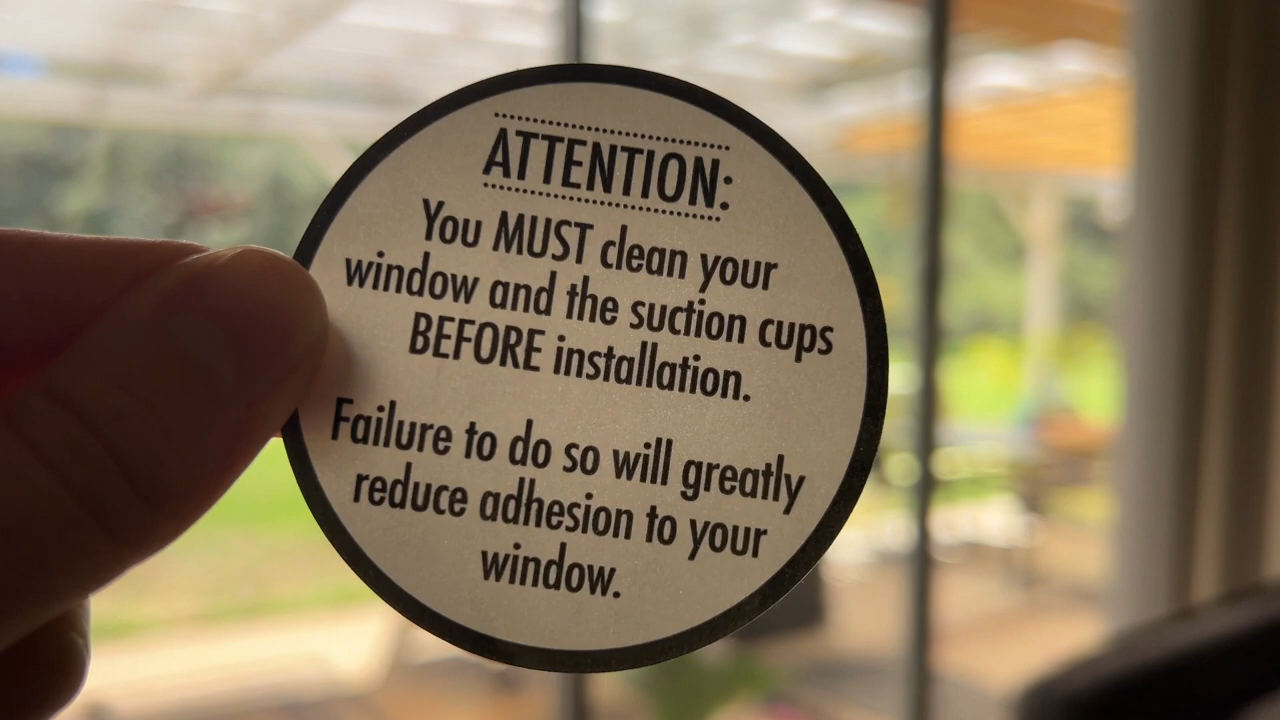 ATTENTION:
You MUST clean your
window and the suction cups
BEFORE installation.
Failure to do so will greatly
reduce adhesion to your
window.